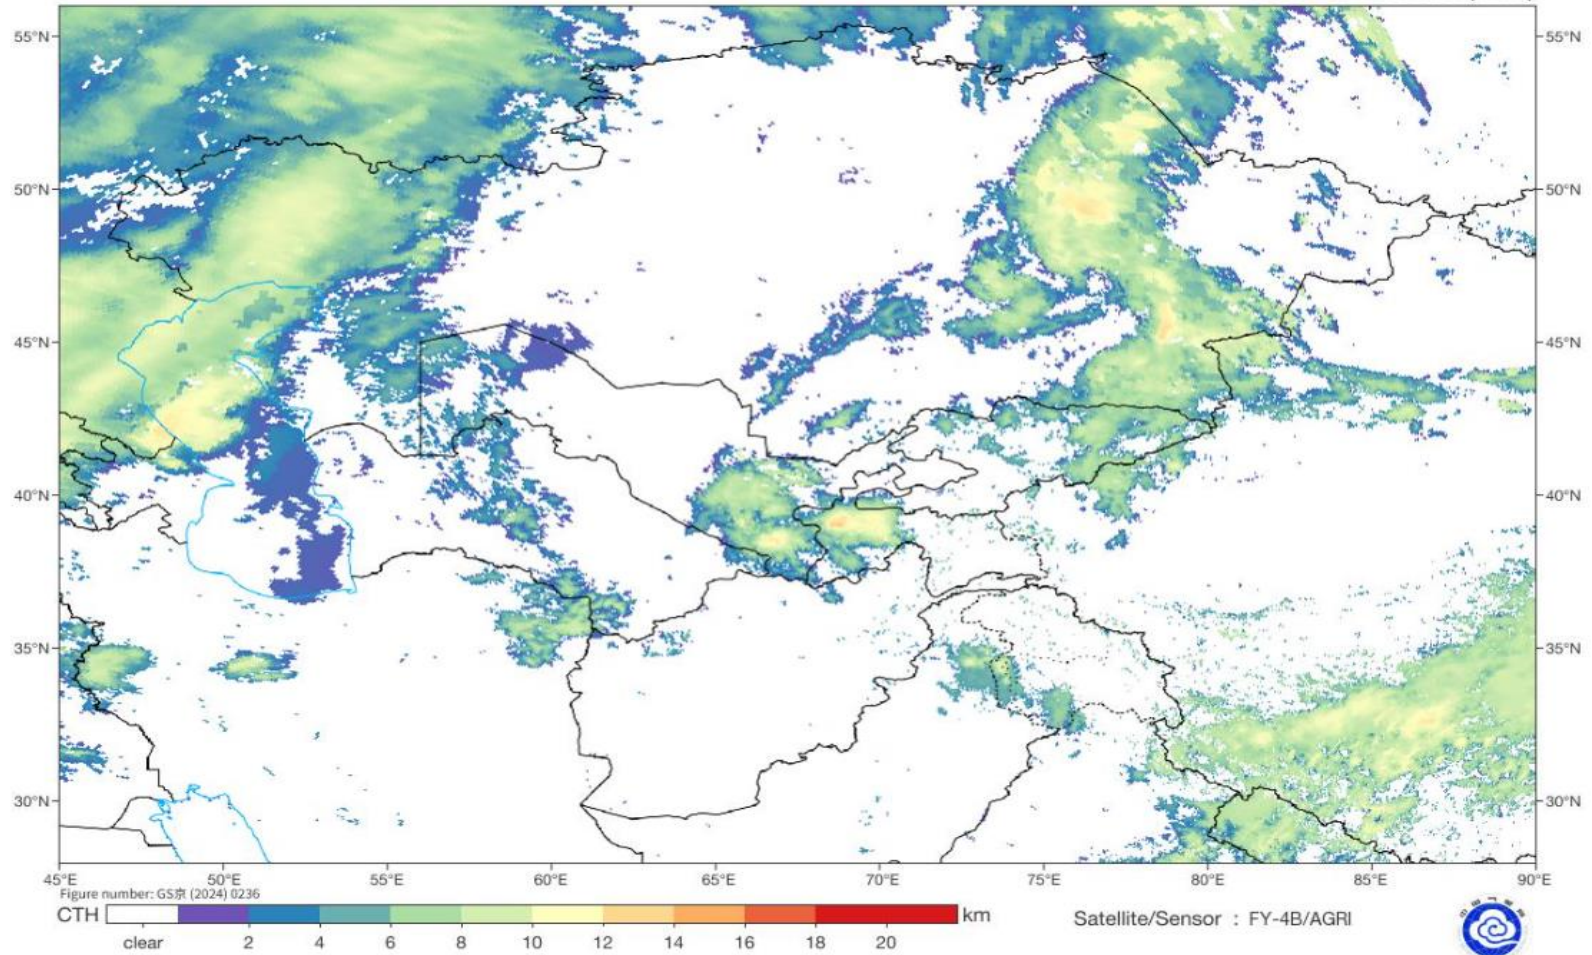 55°N 55°N
50°N 50°N
45°N 45°N
40°N 40°N
35°N 35°N
30°N 30°N
45°E 50°E 55°E 60°E 65°E 70°E 75°E 80°E 85°E 90°E
Figure number: GS京 (2024) 0236
CTH km
Satellite/Sensor : FY-4B/AGRI
clear 2 4 6 8 10 12 14 16 18 20